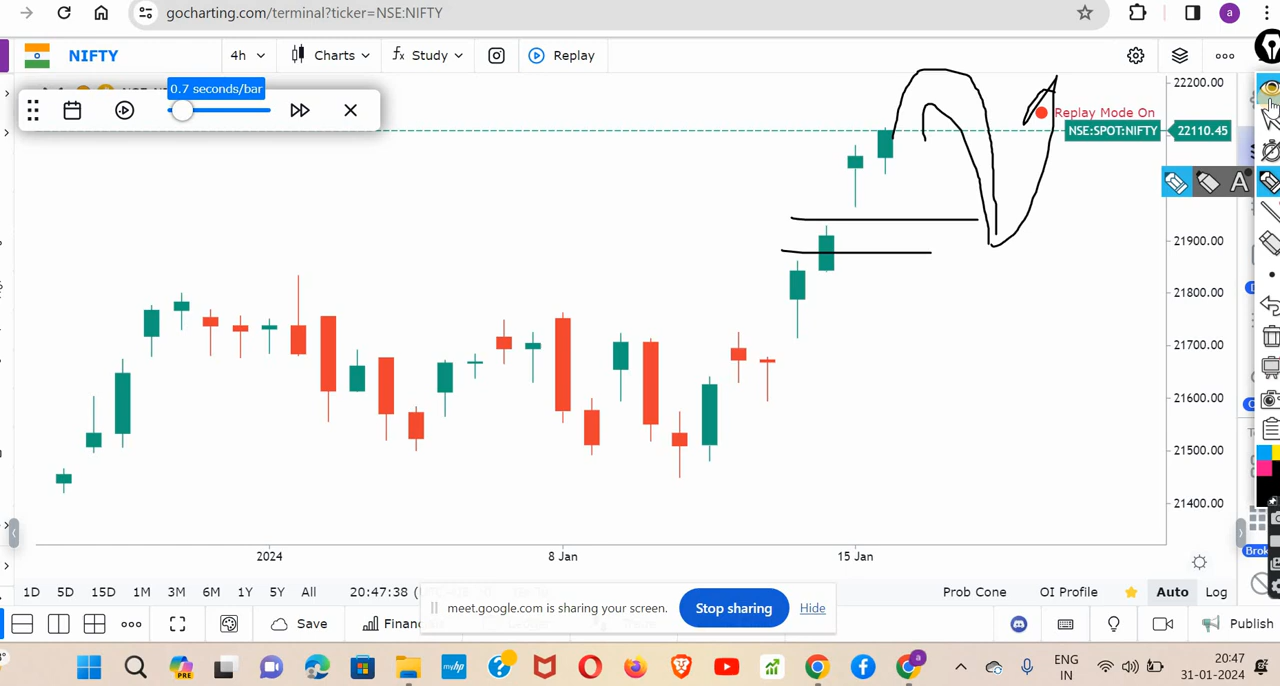 gocharting.com/terminal?ticker=NSE:NIFTY
NIFTY
4h
Charts
Study
Replay
0.7 seconds/bar
Replay Mode On
NSE:SPOT:NIFTY
22110.45
22200.00
21900.00
21800.00
21700.00
21600.00
21500.00
21400.00
2024
8 Jan
15 Jan
1D
5D
15D
1M
3M
6M
1Y
5Y
All
20:47:38
Prob Cone
OI Profile
Auto
Log
meet.google.com is sharing your screen.
Stop sharing
Hide
Save
Publish
ENG
IN
20:47
31-01-2024
a
A
PRE
myhp